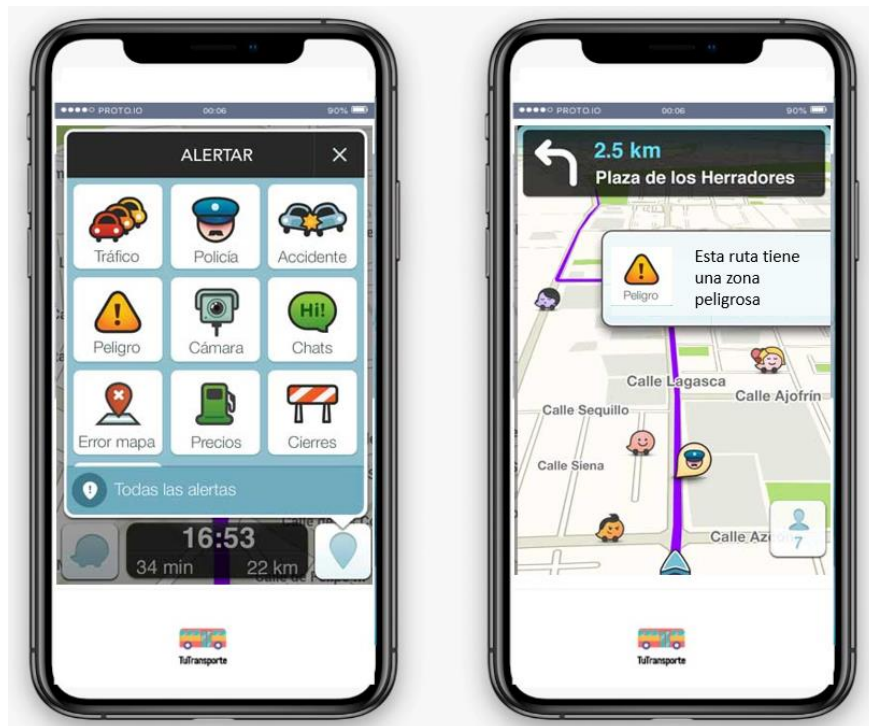 PROTO.IO 00:06 90%
ALERTAR
Tráfico Policía Accidente
Peligro Cámara Chats
Hi!
Error mapa Precios Cierres
Todas las alertas
16:53
34 min 22 km
TuTransporte
PROTO.IO 00:06 90%
2.5 km
Plaza de los Herradores
Esta ruta tiene
una zona
peligrosa
Peligro
Calle Lagasca
Calle Ajofrín
Calle Sequillo
Calle Siena
Calle
7
TuTransporte